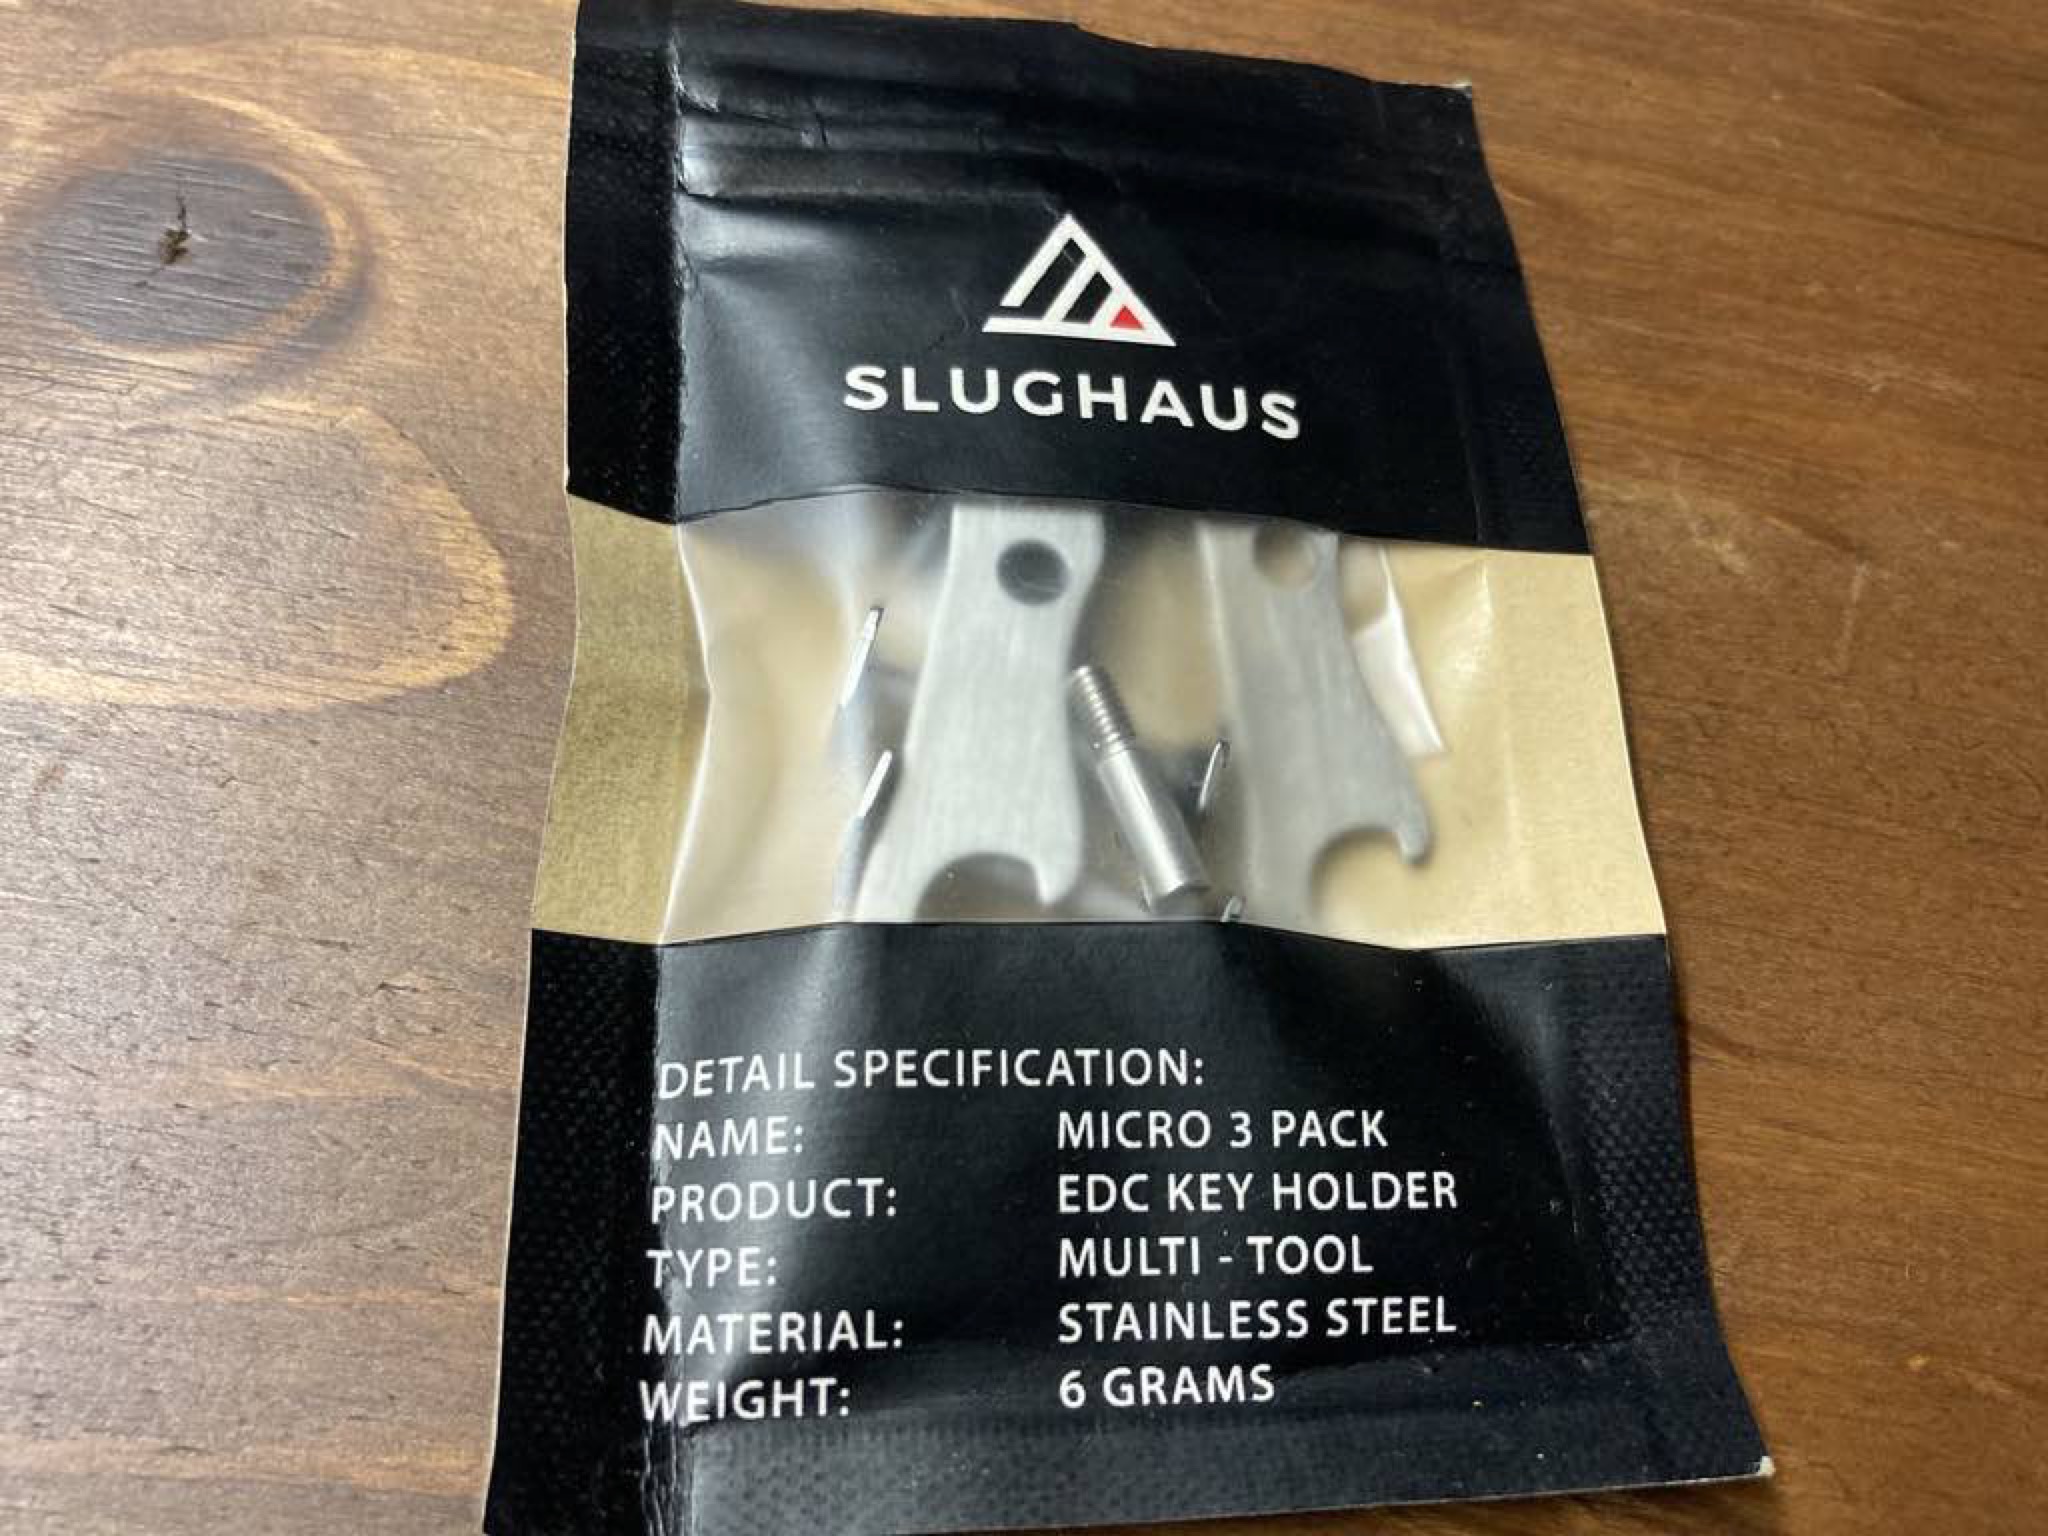 SLUGHAUS
DETAIL SPECIFICATION:
NAME: MICRO 3 PACK
PRODUCT: EDC KEY HOLDER
TYPE: MULTI - TOOL
MATERIAL: STAINLESS STEEL
WEIGHT: 6 GRAMS